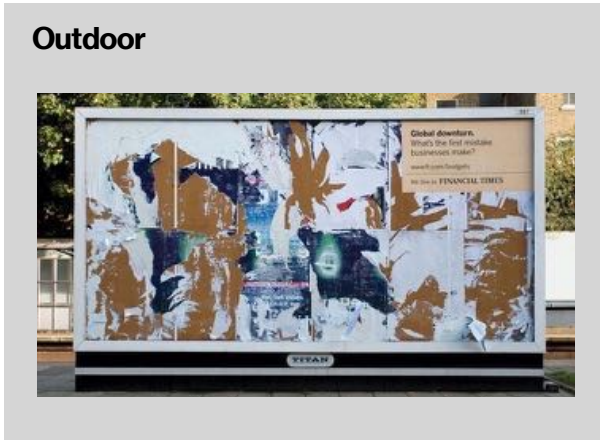 Outdoor
Global downturn.
What's the first mistake
businesses make?
We live in FINANCIAL TIMES
TITAN